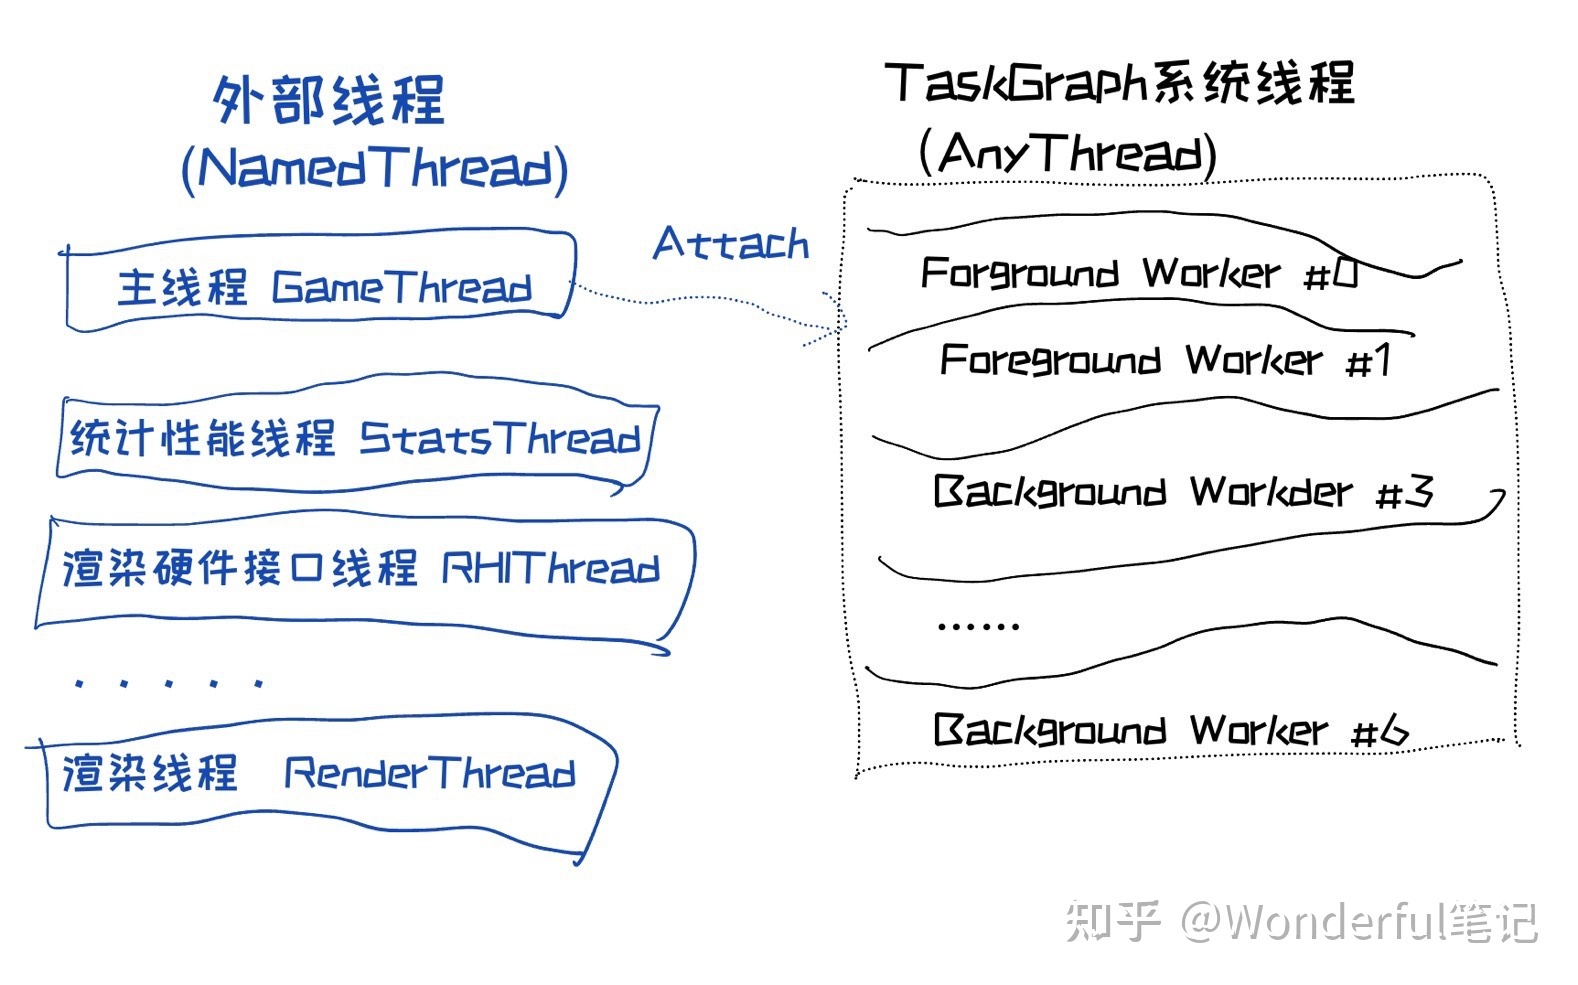 外部线程
(NamedThread)
主线程 GameThread
统计性能线程 StatsThread
渲染硬件接口线程 RHIThread
.....
渲染线程 RenderThread
Attach
TaskGraph系统线程
(AnyThread)
Forground Worker #0
Foreground Worker #1
Background Workder #3
......
Background Worker #6
知乎 @Wonderful笔记